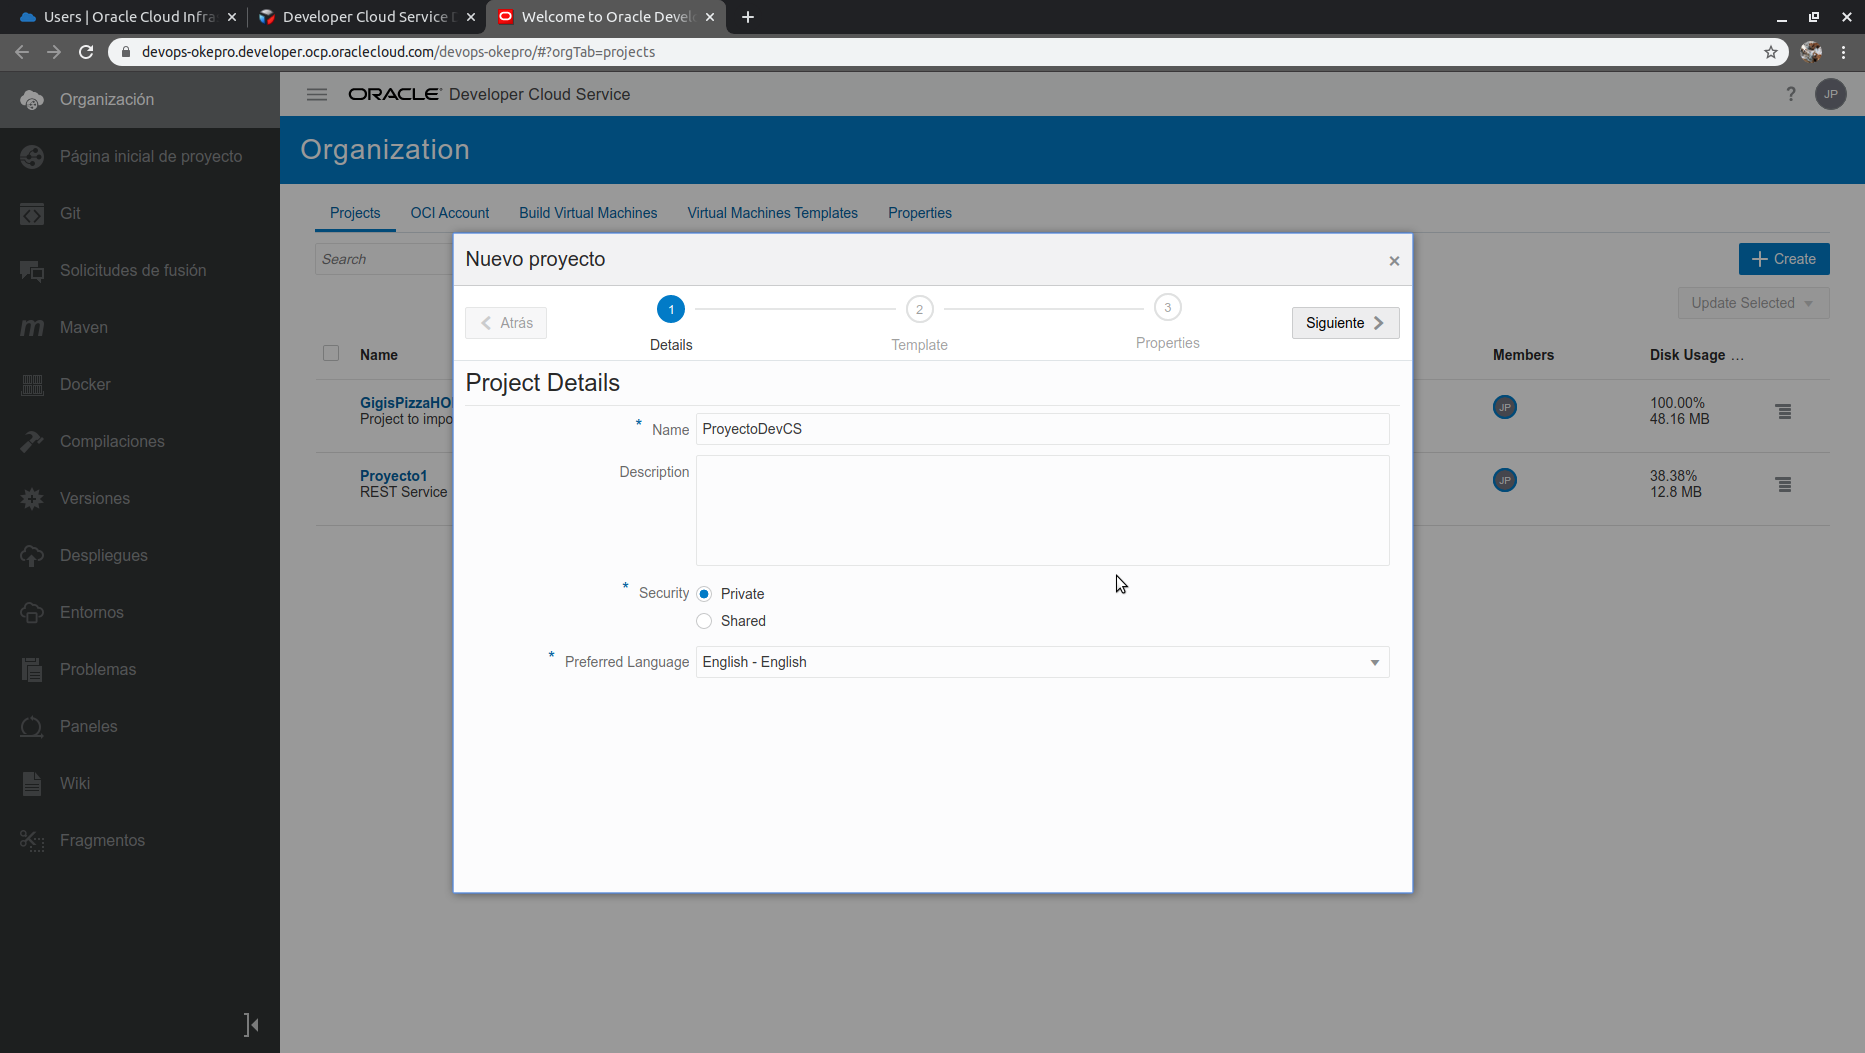 Users | Oracle Cloud Infra
Developer Cloud Service D
Welcome to Oracle Devel
devops-okepro.developer.ocp.oraclecloud.com/devops-okepro/#?orgTab=projects
Organización
ORACLE Developer Cloud Service
?
JP
Página inicial de proyecto
Organization
Git
Projects
OCI Account
Build Virtual Machines
Virtual Machines Templates
Properties
Solicitudes de fusión
Search
Nuevo proyecto
Create
Update Selected
Maven
Atrás
1
2
3
Siguiente
Details
Template
Properties
Name
Members
Disk Usage ...
Docker
Project Details
GigisPizzaHO
Project to impo
JP
100.00%
48.16 MB
* Name ProyectoDevCS
Compilaciones
Description
Proyecto1
REST Service
JP
38.38%
12.8 MB
Versiones
Despliegues
* Security Private
Shared
Entornos
* Preferred Language English - English
Problemas
Paneles
Wiki
Fragmentos